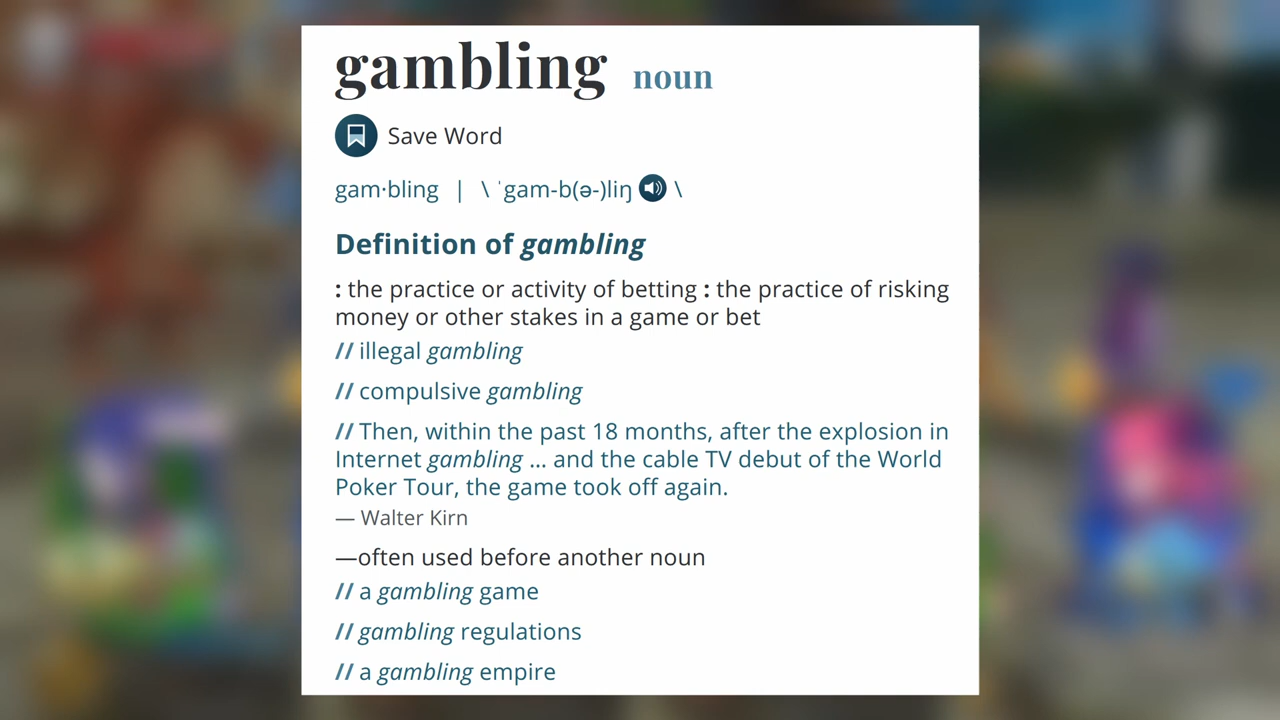 gambling noun
Save Word
gam·bling | \ ˈgam-b(ə-)liŋ \
Definition of gambling
: the practice or activity of betting : the practice of risking
money or other stakes in a game or bet
// illegal gambling
// compulsive gambling
// Then, within the past 18 months, after the explosion in
Internet gambling ... and the cable TV debut of the World
Poker Tour, the game took off again.
— Walter Kirn
—often used before another noun
// a gambling game
// gambling regulations
// a gambling empire